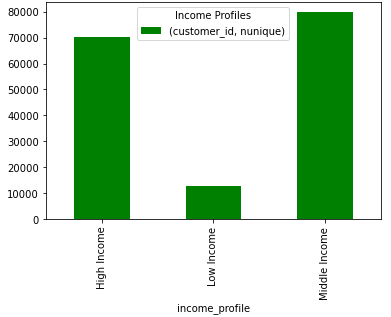 Income Profiles
(customer_id, nunique)
80000
70000
60000
50000
40000
30000
20000
10000
0
High Income
Low Income
Middle Income
income_profile